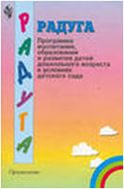 РАДУГА
РАДУГА
Программа
воспитания,
образования
и развития детей
дошкольного возраста
в условиях
детского сада
Просвещение